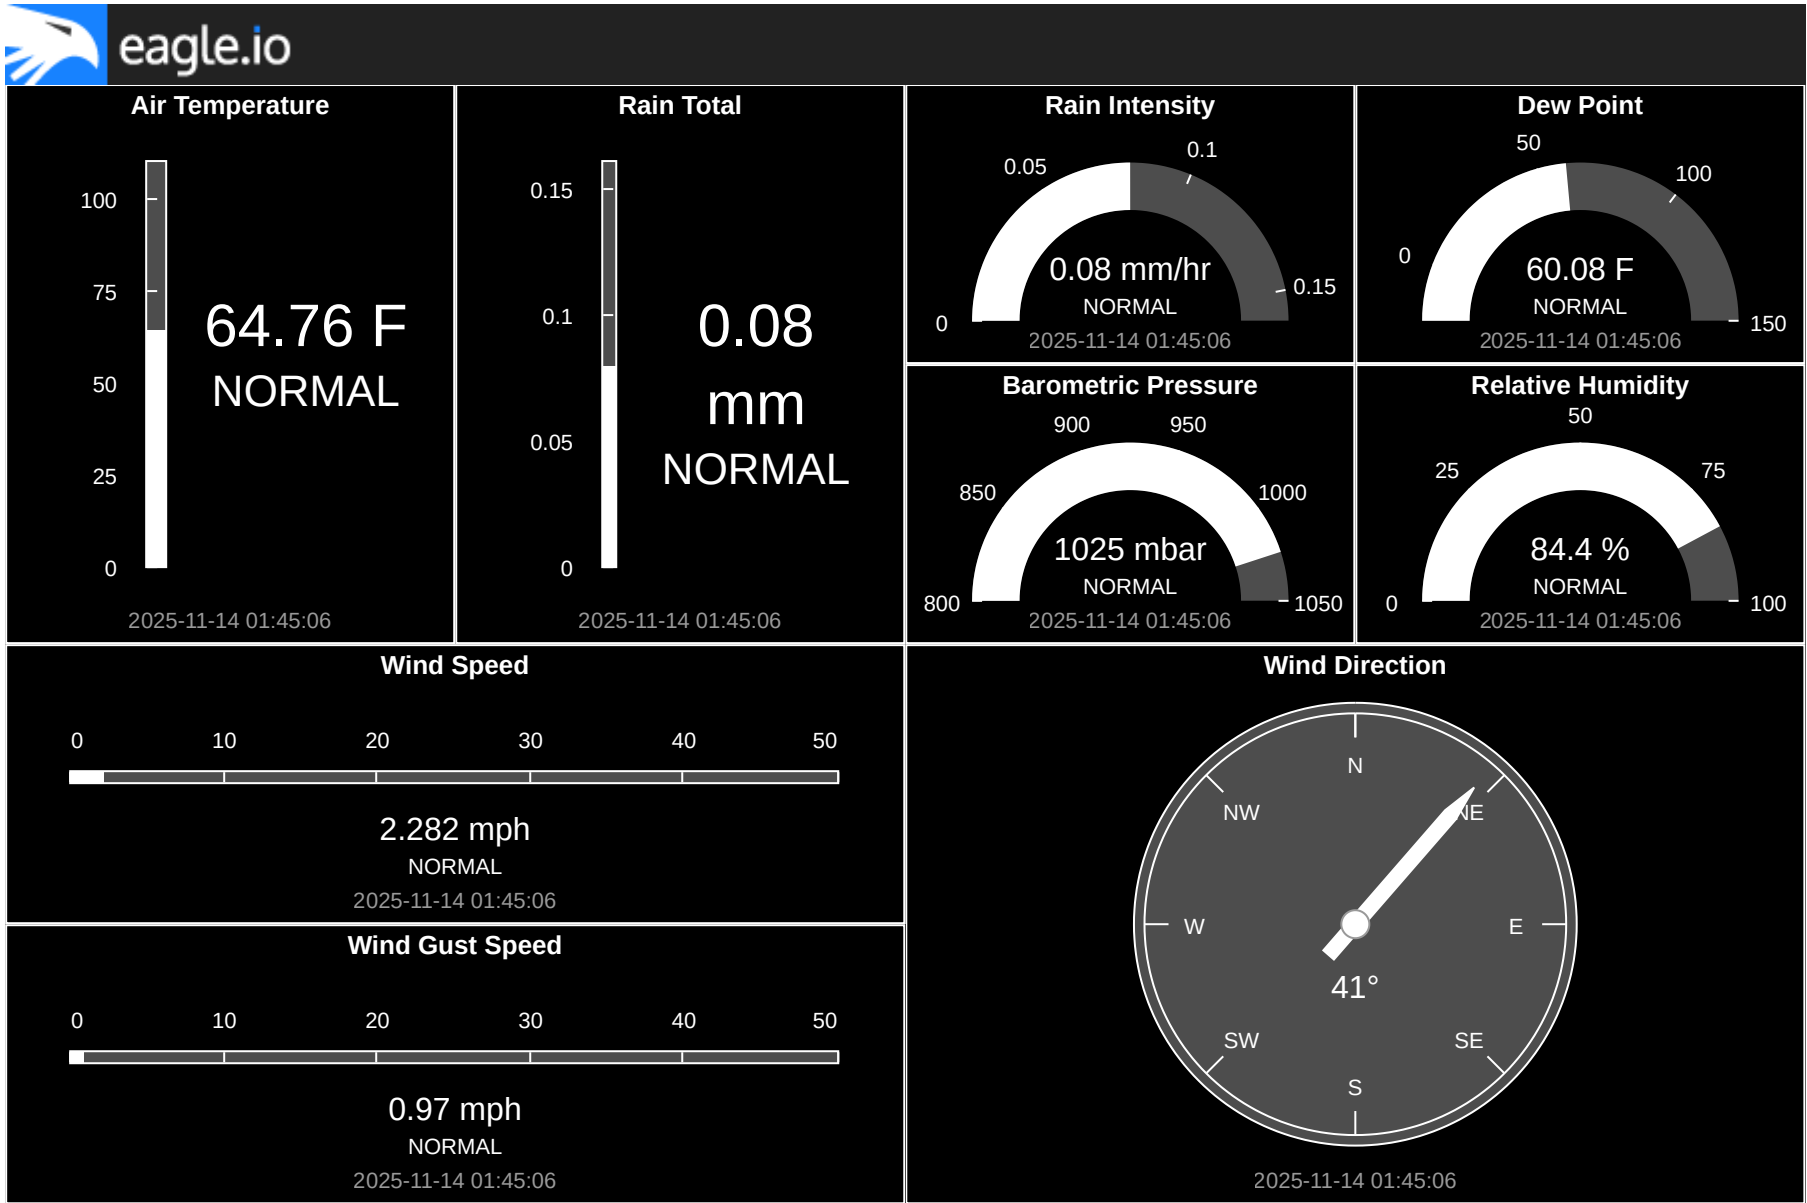 eagle.io
Air Temperature
100
75
50
25
0
64.76 F
NORMAL
2025-11-14 01:45:06
Rain Total
0.15
0.1
0.05
0
0.08
mm
NORMAL
2025-11-14 01:45:06
Rain Intensity
0
0.05
0.1
0.15
0.08 mm/hr
NORMAL
2025-11-14 01:45:06
Dew Point
0
50
100
150
60.08 F
NORMAL
2025-11-14 01:45:06
Barometric Pressure
800
850
900
950
1000
1050
1025 mbar
NORMAL
2025-11-14 01:45:06
Relative Humidity
0
25
50
75
100
84.4 %
NORMAL
2025-11-14 01:45:06
Wind Speed
0 10 20 30 40 50
2.282 mph
NORMAL
2025-11-14 01:45:06
Wind Gust Speed
0 10 20 30 40 50
0.97 mph
NORMAL
2025-11-14 01:45:06
Wind Direction
N
NW NE
W E
41°
SW SE
S
2025-11-14 01:45:06